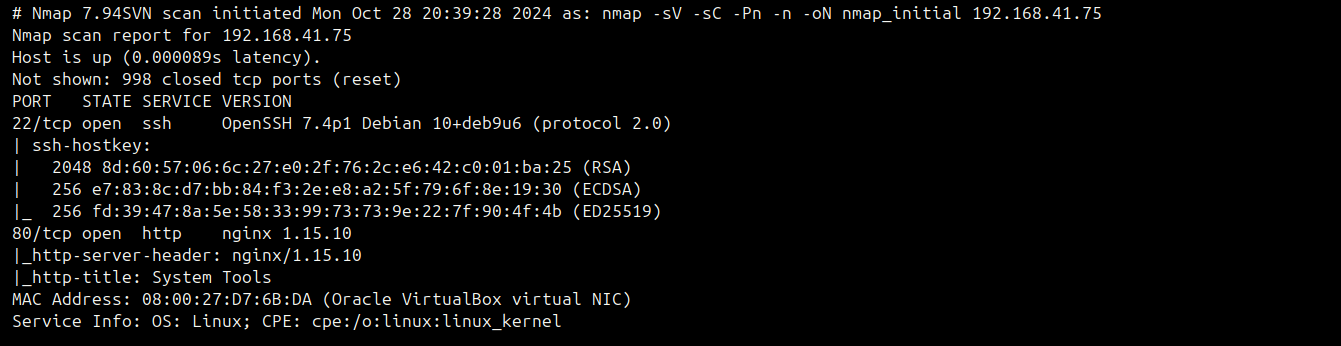 # Nmap 7.94SVN scan initiated Mon Oct 28 20:39:28 2024 as: nmap -sV -sC -Pn -n -oN nmap_initial 192.168.41.75
Nmap scan report for 192.168.41.75
Host is up (0.000089s latency).
Not shown: 998 closed tcp ports (reset)
PORT   STATE SERVICE VERSION
22/tcp open  ssh     OpenSSH 7.4p1 Debian 10+deb9u6 (protocol 2.0)
| ssh-hostkey:
|   2048 8d:60:57:06:6c:27:e0:2f:76:2c:e6:42:c0:01:ba:25 (RSA)
|   256 e7:83:8c:d7:bb:84:f3:2e:e8:a2:5f:79:6f:8e:19:30 (ECDSA)
|_  256 fd:39:47:8a:5e:58:33:99:73:73:9e:22:7f:90:4f:4b (ED25519)
80/tcp open  http    nginx 1.15.10
|_http-server-header: nginx/1.15.10
|_http-title: System Tools
MAC Address: 08:00:27:D7:6B:DA (Oracle VirtualBox virtual NIC)
Service Info: OS: Linux; CPE: cpe:/o:linux:linux_kernel